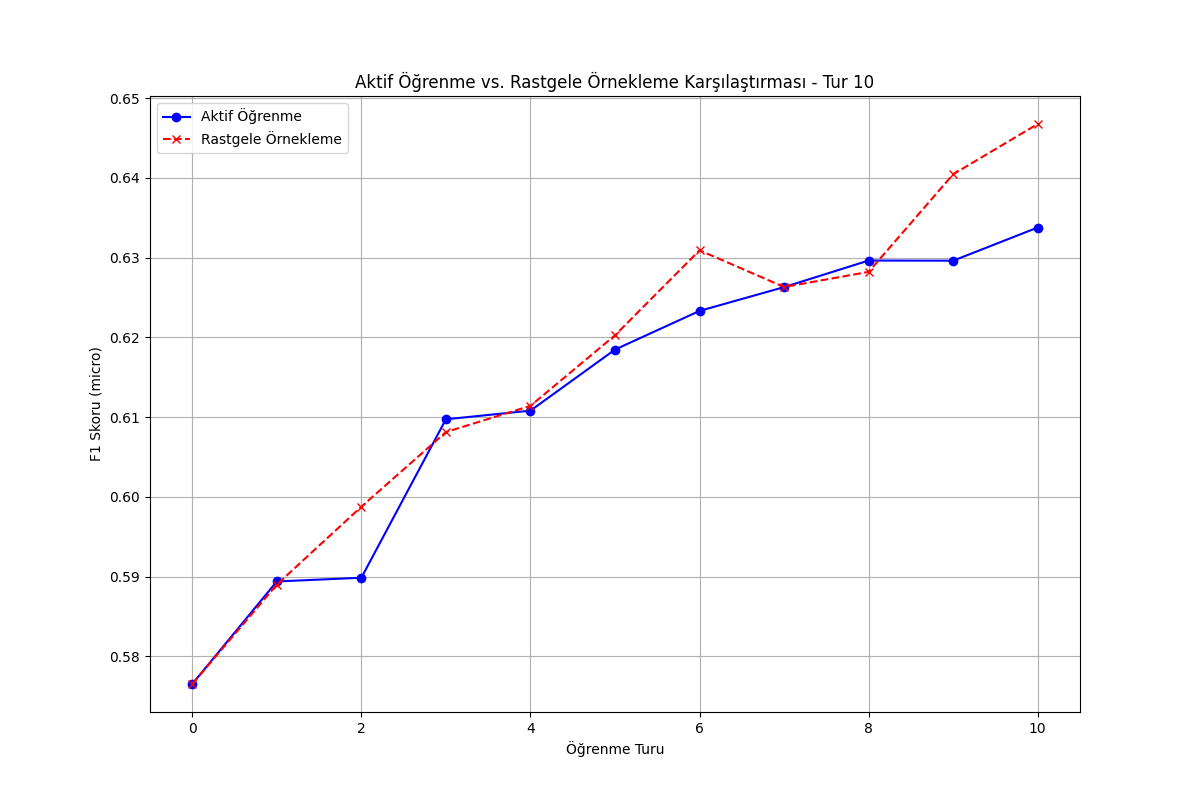 Aktif Öğrenme vs. Rastgele Örnekleme Karşılaştırması - Tur 10
Aktif Öğrenme
Rastgele Örnekleme
F1 Skoru (micro)
0.65
0.64
0.63
0.62
0.61
0.60
0.59
0.58
0
2
4
6
8
10
Öğrenme Turu